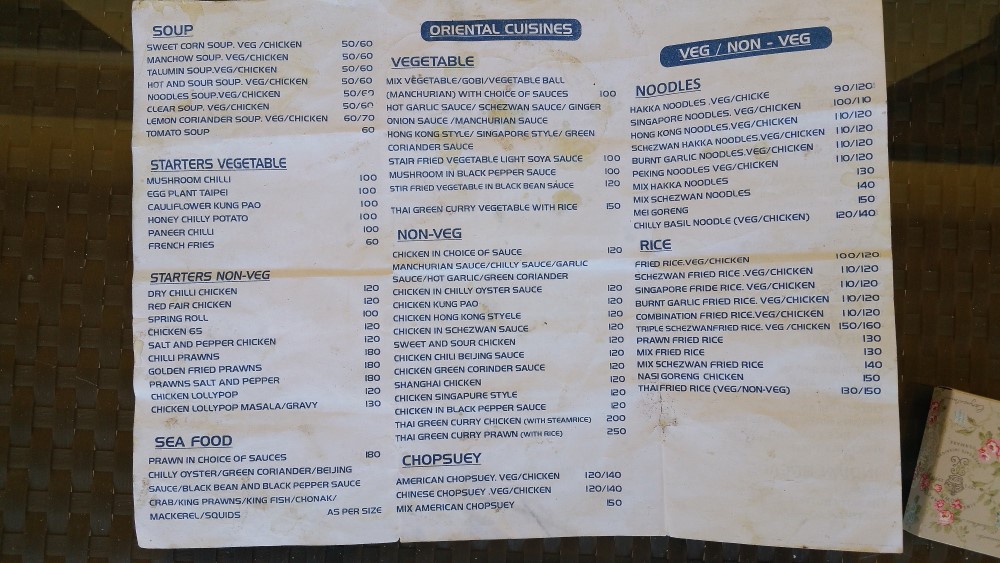 SOUP
SWEET CORN SOUP. VEG /CHICKEN 50/60
MANCHOW SOUP. VEG/CHICKEN 50/60
TALUMIN SOUP.VEG/CHICKEN 50/60
HOT AND SOUR SOUP. VEG/CHICKEN 50/60
NOODLES SOUP.VEG/CHICKEN 50/60
CLEAR SOUP. VEG/CHICKEN 50/60
LEMON CORIANDER SOUP. VEG/CHICKEN 60/70
TOMATO SOUP 60
STARTERS VEGETABLE
MUSHROOM CHILLI 100
EGG PLANT TAIPEI 100
CAULIFLOWER KUNG PAO 100
HONEY CHILLY POTATO 100
PANEER CHILLI 100
FRENCH FRIES 60
STARTERS NON-VEG
DRY CHILLI CHICKEN 120
RED FAIR CHICKEN 120
SPRING ROLL 100
CHICKEN 65 120
SALT AND PEPPER CHICKEN 120
CHILLI PRAWNS 180
GOLDEN FRIED PRAWNS 180
PRAWNS SALT AND PEPPER 180
CHICKEN LOLLYPOP 120
CHICKEN LOLLYPOP MASALA/GRAVY 130
SEA FOOD
PRAWN IN CHOICE OF SAUCES 180
CHILLY OYSTER/GREEN CORIANDER/BEIJING
SAUCE/BLACK BEAN AND BLACK PEPPER SAUCE
CRAB/KING PRAWNS/KING FISH/CHONAK/
MACKEREL/SQUIDS AS PER SIZE
ORIENTAL CUISINES
VEGETABLE
MIX VEGETABLE/GOBI/VEGETABLE BALL
(MANCHURIAN) WITH CHOICE OF SAUCES 100
HOT GARLIC SAUCE/ SCHEZWAN SAUCE/ GINGER
ONION SAUCE /MANCHURIAN SAUCE
HONG KONG STYLE/ SINGAPORE STYLE/ GREEN
CORIANDER SAUCE
STAIR FRIED VEGETABLE LIGHT SOYA SAUCE 100
MUSHROOM IN BLACK PEPPER SAUCE 100
STIR FRIED VEGETABLE IN BLACK BEAN SAUCE 120
THAI GREEN CURRY VEGETABLE WITH RICE 150
NON-VEG
CHICKEN IN CHOICE OF SAUCE 120
MANCHURIAN SAUCE/CHILLY SAUCE/GARLIC
SAUCE/HOT GARLIC/GREEN CORIANDER
CHICKEN IN CHILLY OYSTER SAUCE 120
CHICKEN KUNG PAO 120
CHICKEN HONG KONG STYELE 120
CHICKEN IN SCHEZWAN SAUCE 120
SWEET AND SOUR CHICKEN 120
CHICKEN CHILI BEIJING SAUCE 120
CHICKEN GREEN CORINDER SAUCE 120
SHANGHAI CHICKEN 120
CHICKEN SINGAPURE STYLE 120
CHICKEN IN BLACK PEPPER SAUCE 120
THAI GREEN CURRY CHICKEN (WITH STEAMRICE) 200
THAI GREEN CURRY PRAWN (WITH RICE) 250
CHOPSUEY
AMERICAN CHOPSUEY. VEG/CHICKEN 120/140
CHINESE CHOPSUEY .VEG/CHICKEN 120/140
MIX AMERICAN CHOPSUEY 150
VEG / NON - VEG
NOODLES
HAKKA NOODLES .VEG/CHICKE 90/120
SINGAPORE NOODLES. VEG/CHICKEN 100/110
HONG KONG NOODLES.VEG/CHICKEN 110/120
SCHEZWAN HAKKA NOODLES.VEG/CHICKEN 110/120
BURNT GARLIC NOODLES.VEG/CHICKEN 110/120
PEKING NOODLES VEG/CHICKEN 110/120
MIX HAKKA NOODLES 130
MIX SCHEZWAN NOODLES 140
MEI GORENG 150
CHILLY BASIL NOODLE (VEG/CHICKEN) 120/140
RICE
FRIED RICE.VEG/CHICKEN 100/120
SCHEZWAN FRIED RICE .VEG/CHICKEN 110/120
SINGAPORE FRIDE RICE. VEG/CHICKEN 110/120
BURNT GARLIC FRIED RICE. VEG/CHICKEN 110/120
COMBINATION FRIED RICE.VEG/CHICKEN 110/120
TRIPLE SCHEZWANFRIED RICE. VEG /CHICKEN 150/160
PRAWN FRIED RICE 130
MIX FRIED RICE 130
MIX SCHEZWAN FRIED RICE 140
NASI GORENG CHICKEN 150
THAI FRIED RICE (VEG/NON-VEG) 130/150